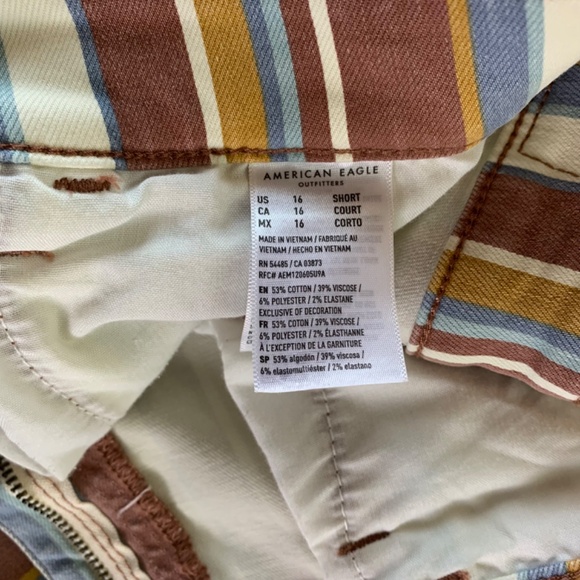 AMERICAN EAGLE
OUTFITTERS
US 16 SHORT
CA 16 COURT
MX 16 CORTO
MADE IN VIETNAM / FABRIQUÉ AU
VIETNAM / HECHO EN VIETNAM
RN 54485 / CA 03873
RFC# AEM120605U9A
EN 53% COTTON / 39% VISCOSE /
6% POLYESTER / 2% ELASTANE
EXCLUSIVE OF DECORATION
FR 53% COTON / 39% VISCOSE /
6% POLYESTER / 2% ÉLASTHANNE
À L'EXCEPTION DE LA GARNITURE
SP 53% algodón / 39% viscosa /
6% elastomultiéster / 2% elastano